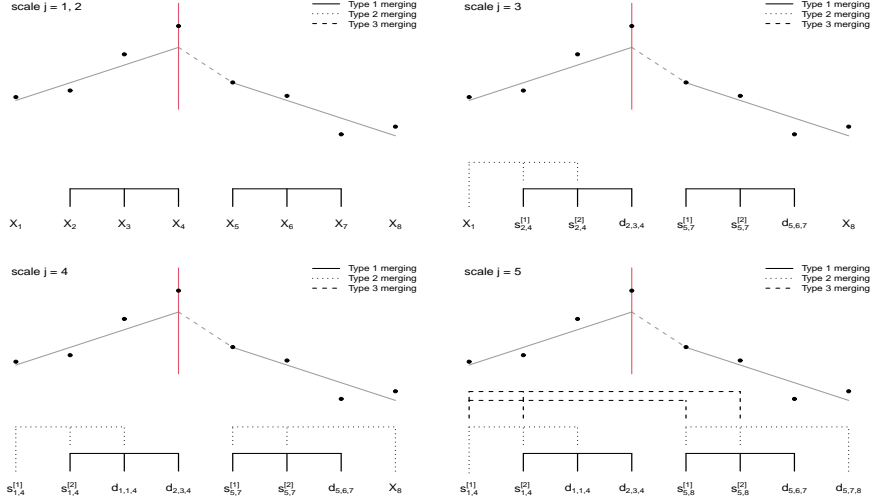 scale j = 1, 2
Type 1 merging
Type 2 merging
Type 3 merging
X₁ X₂ X₃ X₄ X₅ X₆ X₇ X₈
scale j = 3
Type 1 merging
Type 2 merging
Type 3 merging
X₁ s[1]2,4 s[2]2,4 d2,3,4 s[1]5,7 s[2]5,7 d5,6,7 X₈
scale j = 4
Type 1 merging
Type 2 merging
Type 3 merging
s[1]1,4 s[2]1,4 d1,1,4 d2,3,4 s[1]5,7 s[2]5,7 d5,6,7 X₈
scale j = 5
Type 1 merging
Type 2 merging
Type 3 merging
s[1]1,4 s[2]1,4 d1,1,4 d2,3,4 s[1]5,8 s[2]5,8 d5,6,7 d5,7,8